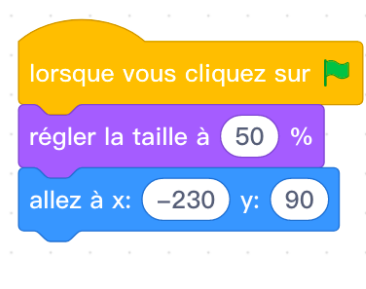 lorsque vous cliquez sur
régler la taille à 50 %
allez à x: −230 y: 90